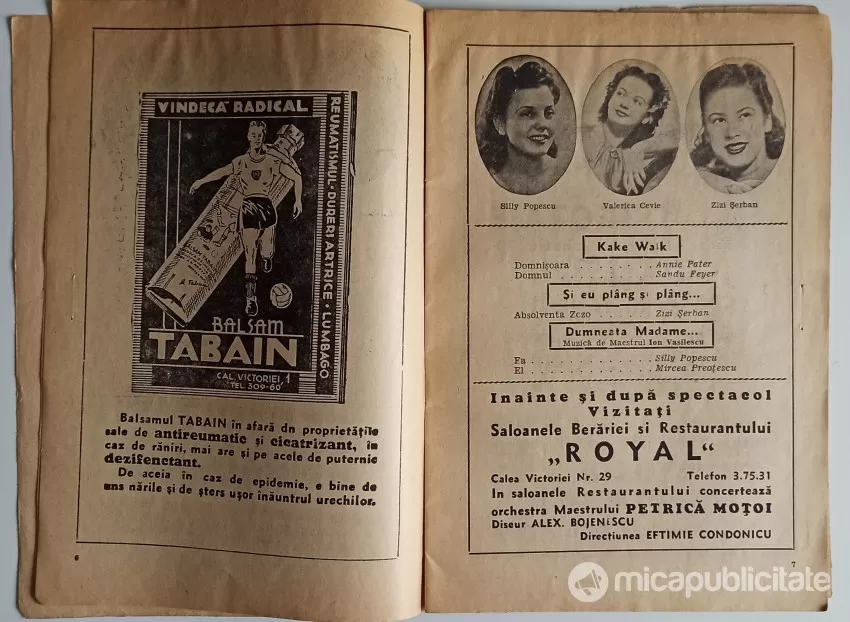 VINDECĂ RADICAL
REUMATISMUL·DURERI ARTRICE·LUMBAGO
BALSAM
TABAIN
CAL. VICTORIEI, 1
TEL. 309-60
Balsamul TABAIN în afară dn proprietățile
sale de antireumatic și cicatrizant, în
caz de răniri, mai are și pe acele de puternic
dezifenctant.
De aceia în caz de epidemie, e bine de
uns nările și de șters ușor înăuntrul urechilor.
6
Silly Popescu Valerica Cevie Zizi Șerban
Kake Walk
Domnișoara . . . . . . . Annie Pater
Domnul . . . . . . . . Sandu Feyer
Și eu plâng și plâng...
Absolventa Zezo . . . . . Zizi Șerban
Dumneata Madame...
Muzică de Maestrul Ion Vasilescu
Ea . . . . . . . . . . . Silly Popescu
El . . . . . . . . . . . Mircea Preoțescu
Inainte și după spectacol
Vizitați
Saloanele Berăriei si Restaurantului
„ROYAL“
Calea Victoriei Nr. 29 Telefon 3.75.31
In saloanele Restaurantului concertează
orchestra Maestrului PETRICĂ MOȚOI
Diseur ALEX. BOJENESCU
Direcțiunea EFTIMIE CONDONICU
7
micapublicitate